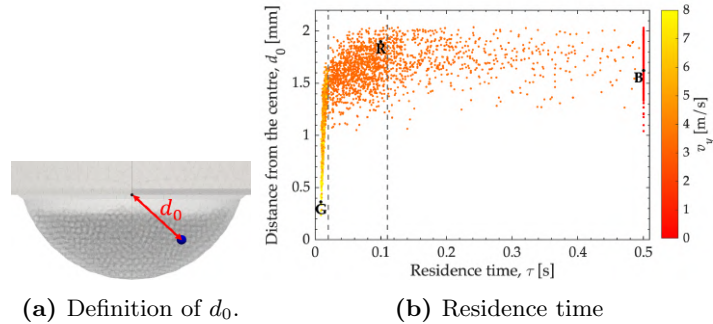 d₀
(a) Definition of d₀.
Distance from the centre, d₀ [mm]
2
1.5
1
0.5
0
R
B
G
0
0.1
0.2
0.3
0.4
0.5
Residence time, τ [s]
8
7
6
5
4
3
2
1
0
v_y [m/s]
(b) Residence time